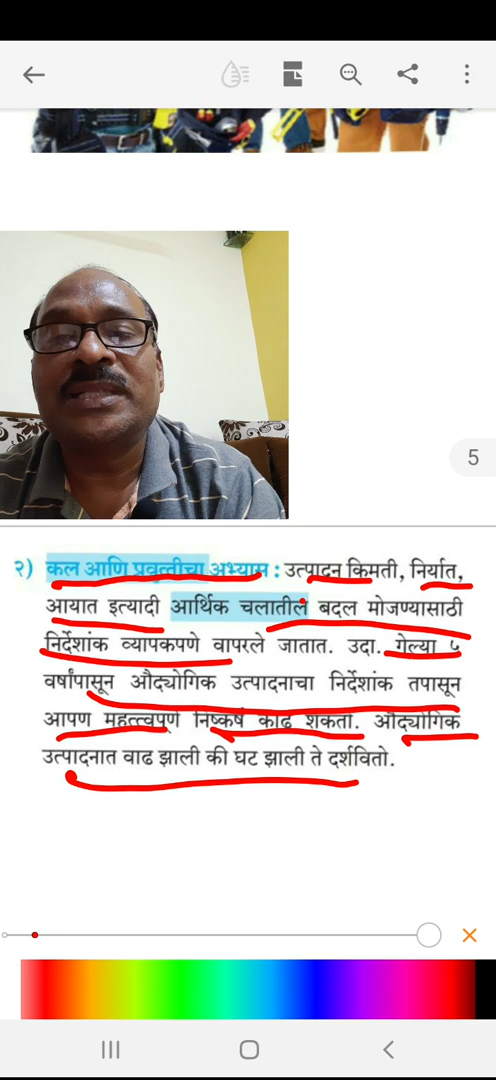 5
२) कल आणि प्रवृत्तीचा अभ्यास : उत्पादन किमती, निर्यात,
आयात इत्यादी आर्थिक चलातील बदल मोजण्यासाठी
निर्देशांक व्यापकपणे वापरले जातात. उदा. गेल्या ५
वर्षांपासून औद्योगिक उत्पादनाचा निर्देशांक तपासून
आपण महत्त्वपूर्ण निष्कर्ष काढू शकतो. औद्योगिक
उत्पादनात वाढ झाली की घट झाली ते दर्शवितो.